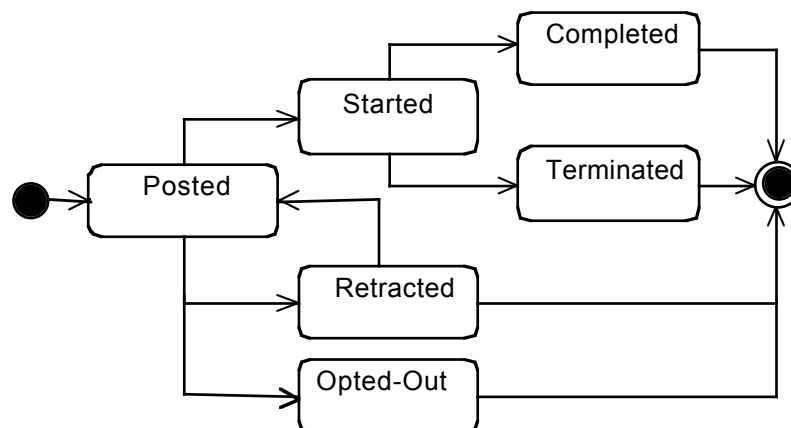 Completed
Started
Terminated
Posted
Retracted
Opted-Out